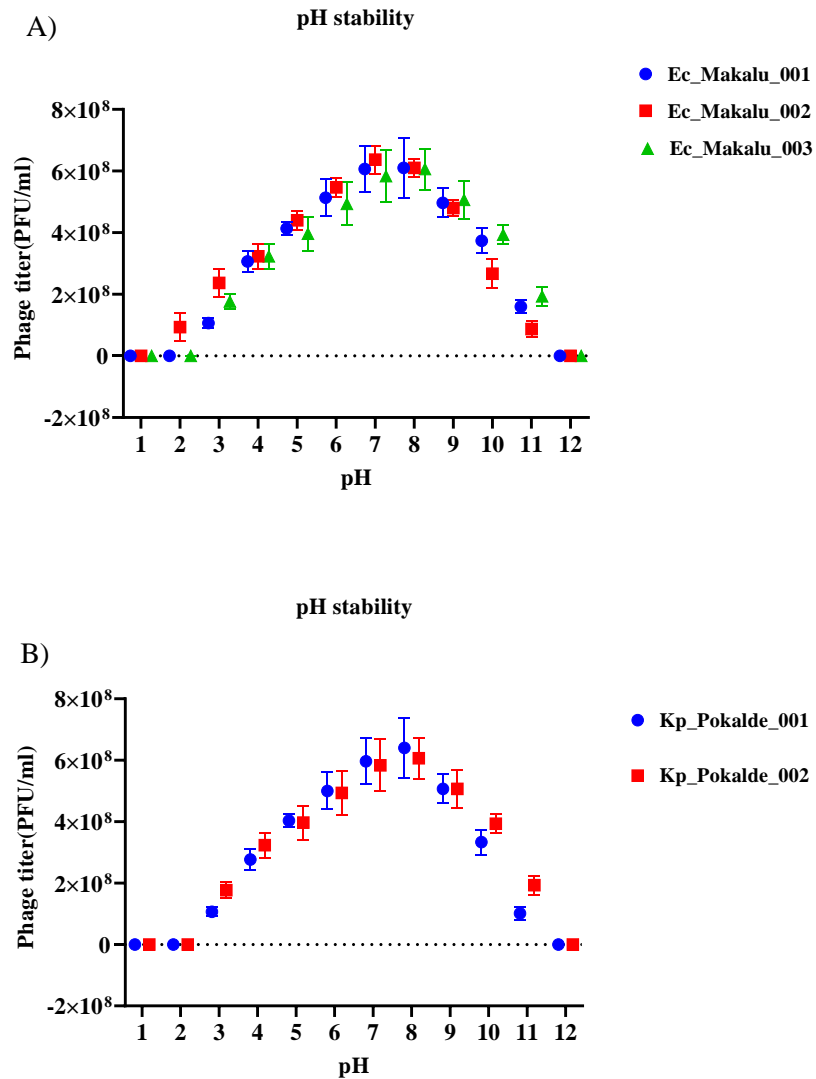 A)
pH stability
Ec_Makalu_001
Ec_Makalu_002
Ec_Makalu_003
Phage titer(PFU/ml)
8×10⁸
6×10⁸
4×10⁸
2×10⁸
0
-2×10⁸
1 2 3 4 5 6 7 8 9 10 11 12
pH
pH stability
B)
Kp_Pokalde_001
Kp_Pokalde_002
Phage titer(PFU/ml)
8×10⁸
6×10⁸
4×10⁸
2×10⁸
0
-2×10⁸
1 2 3 4 5 6 7 8 9 10 11 12
pH